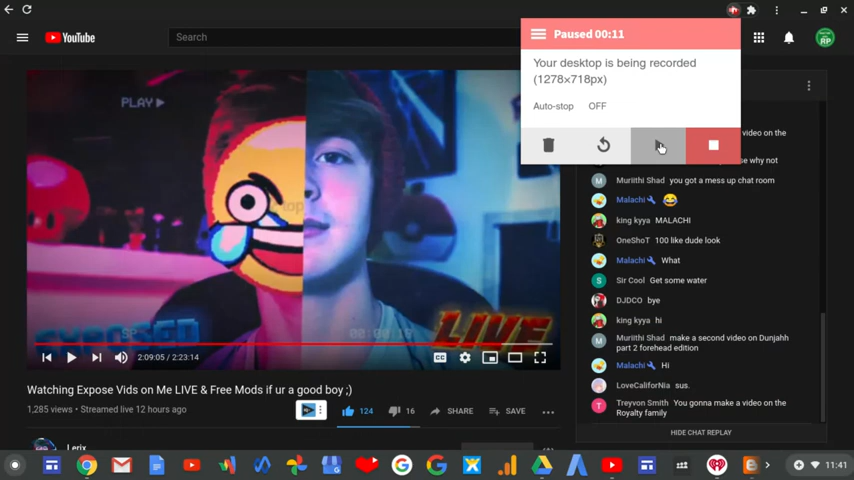 Paused 00:11
YouTube
Search
RP
Your desktop is being recorded
(1278×718px)
Auto-stop OFF
PLAY
video on the
se why not
M Muriithi Shad you got a mess up chat room
Malachi
king kyya MALACHI
OneShoT 100 like dude look
Malachi What
S Sir Cool Get some water
DJDCO bye
king kyya hi
M Muriithi Shad make a second video on Dunjahh
part 2 forehead edition
Malachi Hi
LoveCaliforNia sus.
T Treyvon Smith You gonna make a video on the
Royalty family
HIDE CHAT REPLAY
EXPOSED
SP
LIVE
2:09:05 / 2:23:14
CC
Watching Expose Vids on Me LIVE & Free Mods if ur a good boy ;)
1,285 views • Streamed live 12 hours ago
124
16
SHARE
SAVE
Lerix
11:41